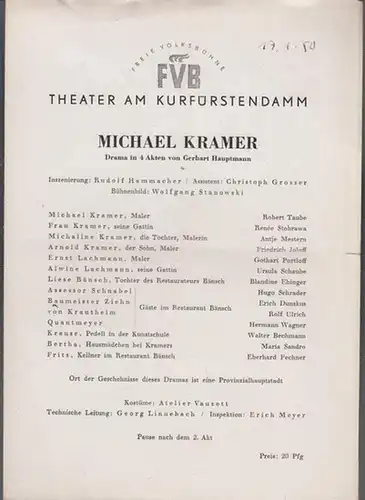 19. 1. 50
FREIE VOLKSBÜHNE
FVB
THEATER AM KURFÜRSTENDAMM
MICHAEL KRAMER
Drama in 4 Akten von Gerhart Hauptmann
Inszenierung: Rudolf Hammacher / Assistent: Christoph Grosser
Bühnenbild: Wolfgang Stanowski
Michael Kramer, Maler Robert Taube
Frau Kramer, seine Gattin Renée Stobrawa
Michaline Kramer, die Tochter, Malerin Antje Mestern
Arnold Kramer, der Sohn, Maler Friedrich Joloff
Ernst Lachmann, Maler Gothart Portloff
Alwine Lachmann, seine Gattin Ursula Schaube
Liese Bänsch, Tochter des Restaurateurs Bänsch Blandine Ebinger
Assessor Schnabel Hugo Schrader
Baumeister Ziehn Gäste im Restaurant Bänsch Erich Dunskus
von Krautheim Rolf Ulrich
Quantmeyer Hermann Wagner
Krause, Pedell in der Kunstschule Walter Bechmann
Bertha, Hausmädchen bei Kramers Maria Sandro
Fritz, Kellner im Restaurant Bänsch Eberhard Fechner
Ort der Geschehnisse dieses Dramas ist eine Provinzialhauptstadt
Kostüme: Atelier Vausott
Technische Leitung: Georg Linnebach / Inspektion: Erich Meyer
Pause nach dem 2. Akt
Preis: 20 Pfg